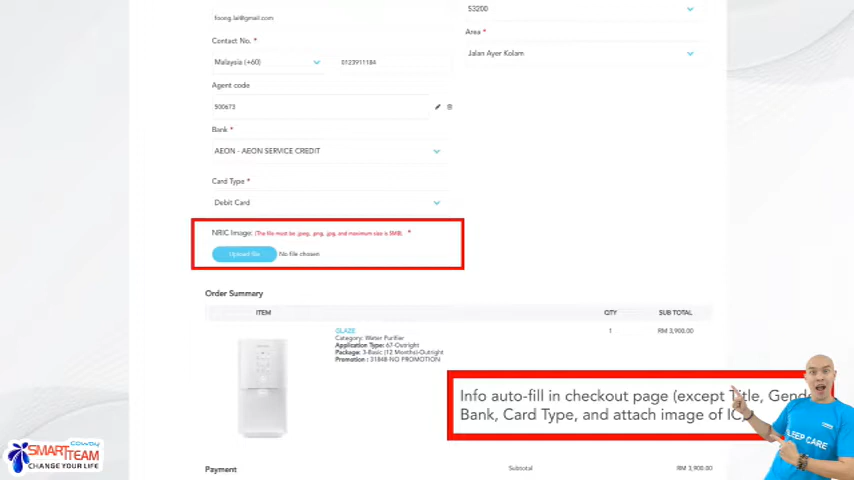 foong.lai@gmail.com
53200
Contact No. *
Area *
Malaysia (+60)
0123911184
Jalan Ayer Kolam
Agent code
500673
Bank *
AEON - AEON SERVICE CREDIT
Card Type *
Debit Card
NRIC Image: (The file must be .jpeg, .png, .jpg, and maximum size is 5MB) *
Upload file
No file chosen
Order Summary
ITEM
QTY
SUB TOTAL
GLAZE
1
RM 3,900.00
Category: Water Purifier
Application Type: 67-Outright
Package: 3-Basic (12 Months)-Outright
Promotion : 31848-NO PROMOTION
Info auto-fill in checkout page (except Title, Gende
Bank, Card Type, and attach image of IC)
SLEEP CARE
coway
SMART TEAM
CHANGE YOUR LIFE
Payment
Subtotal
RM 3,900.00